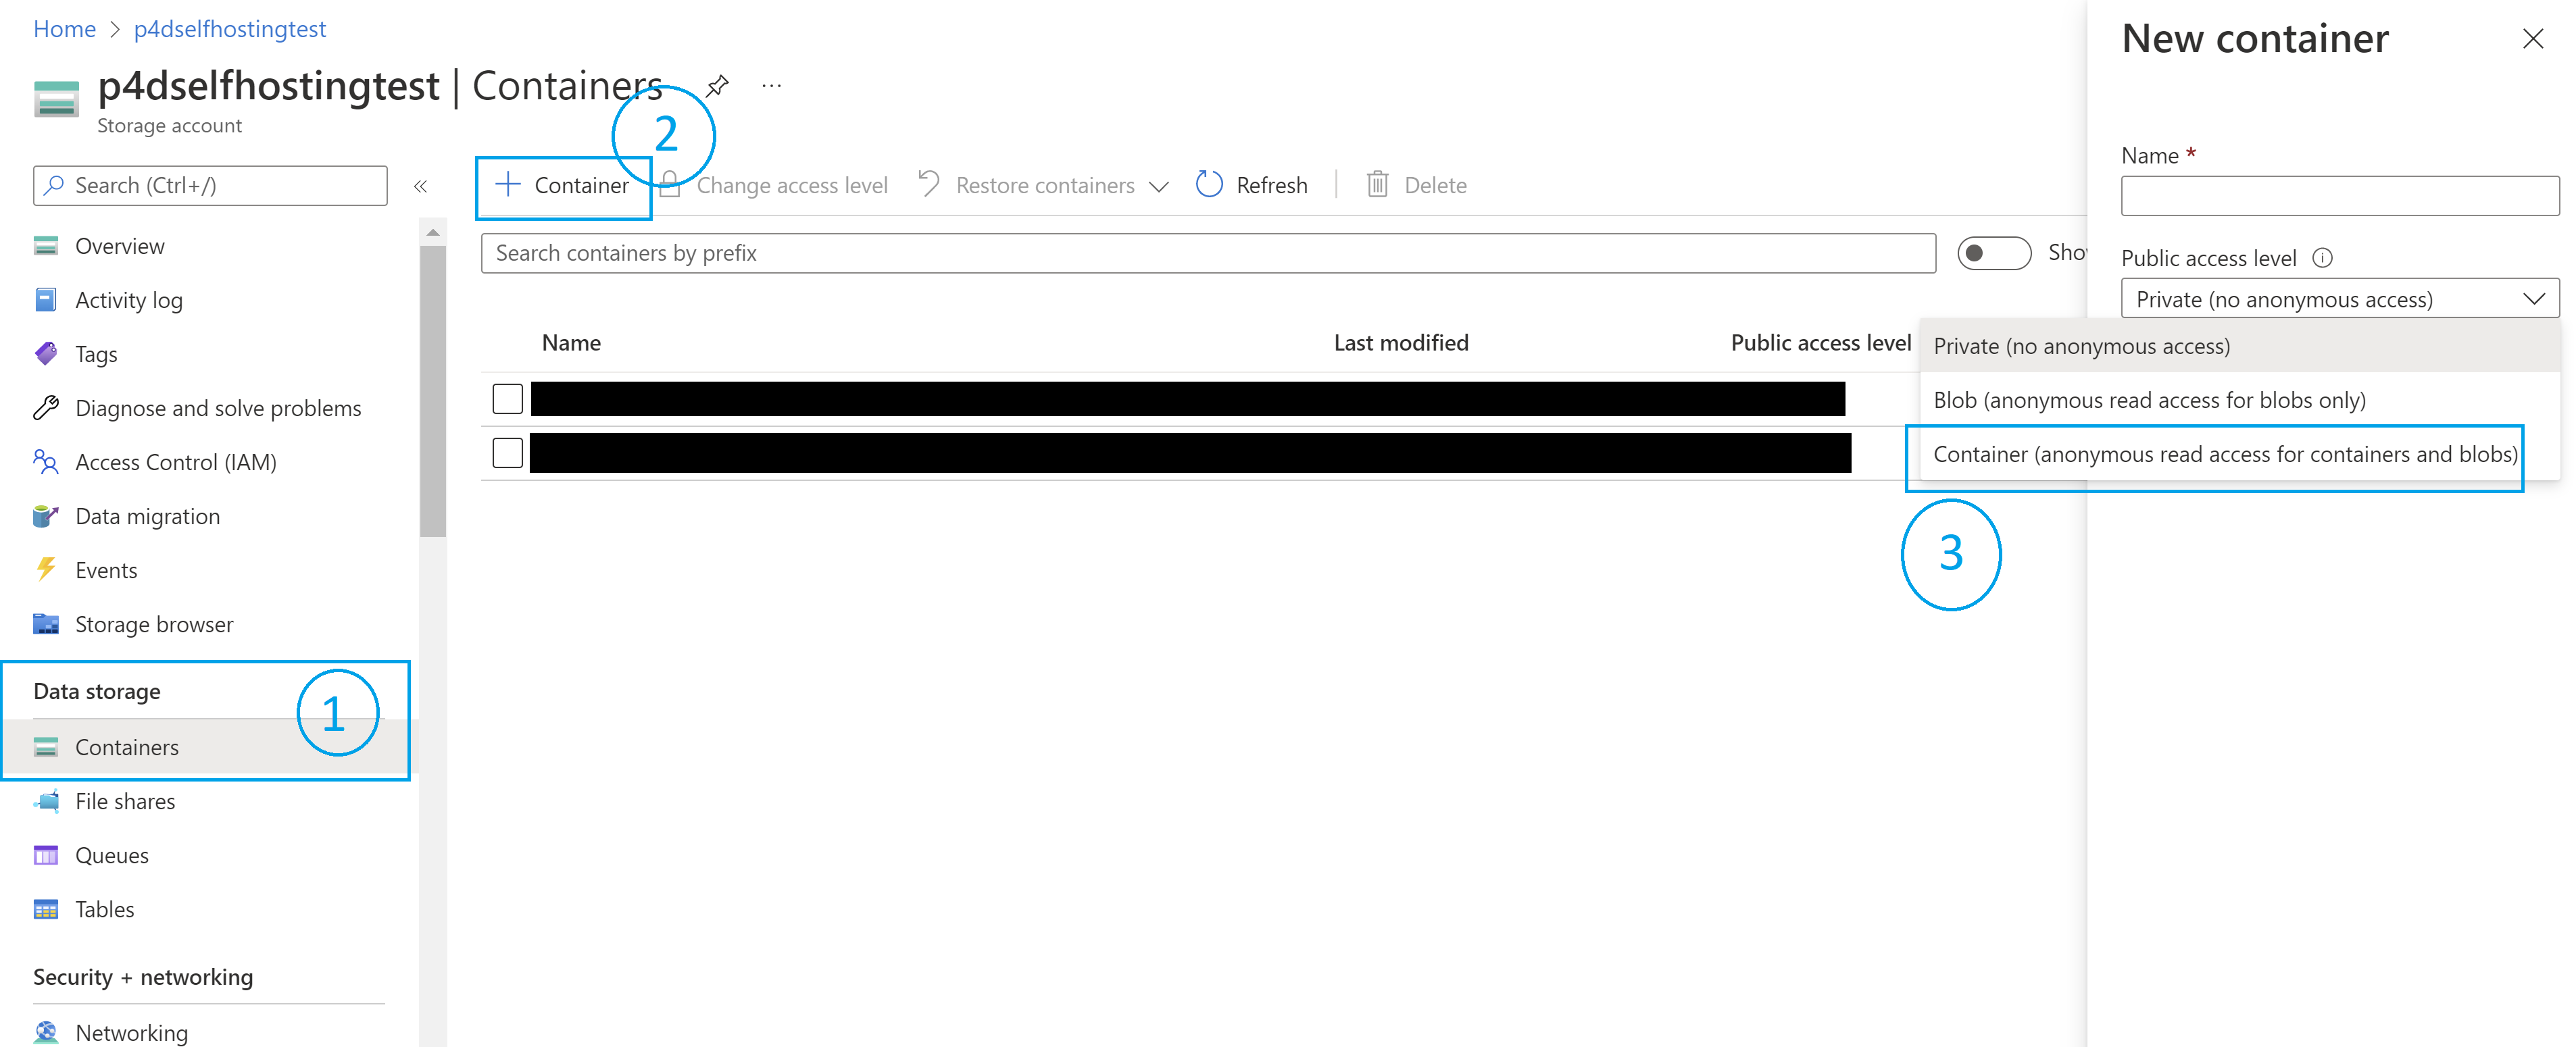 Home > p4dselfhostingtest
p4dselfhostingtest | Containers ...
Storage account
2
Search (Ctrl+/) «
Overview
Activity log
Tags
Diagnose and solve problems
Access Control (IAM)
Data migration
Events
Storage browser
Data storage
1
Containers
File shares
Queues
Tables
Security + networking
Networking
+ Container Change access level Restore containers Refresh | Delete
Search containers by prefix
Name Last modified Public access level
New container
Name *
Public access level
Private (no anonymous access)
Private (no anonymous access)
Blob (anonymous read access for blobs only)
Container (anonymous read access for containers and blobs)
3